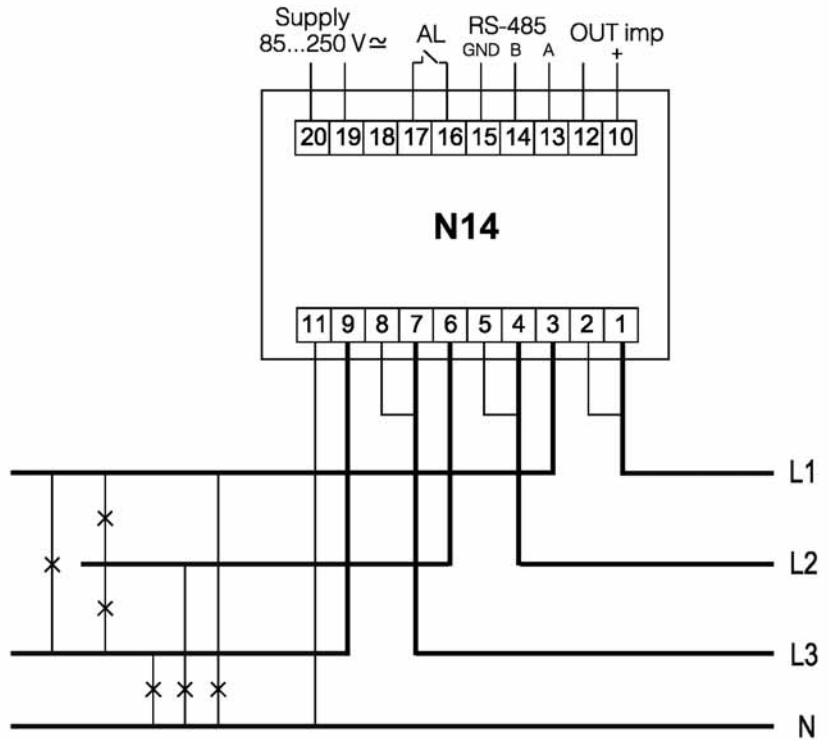 Supply
85...250 V≂
AL
RS-485
GND B A
OUT imp
+
20 19 18 17 16 15 14 13 12 10
N14
11 9 8 7 6 5 4 3 2 1
L1
L2
L3
N